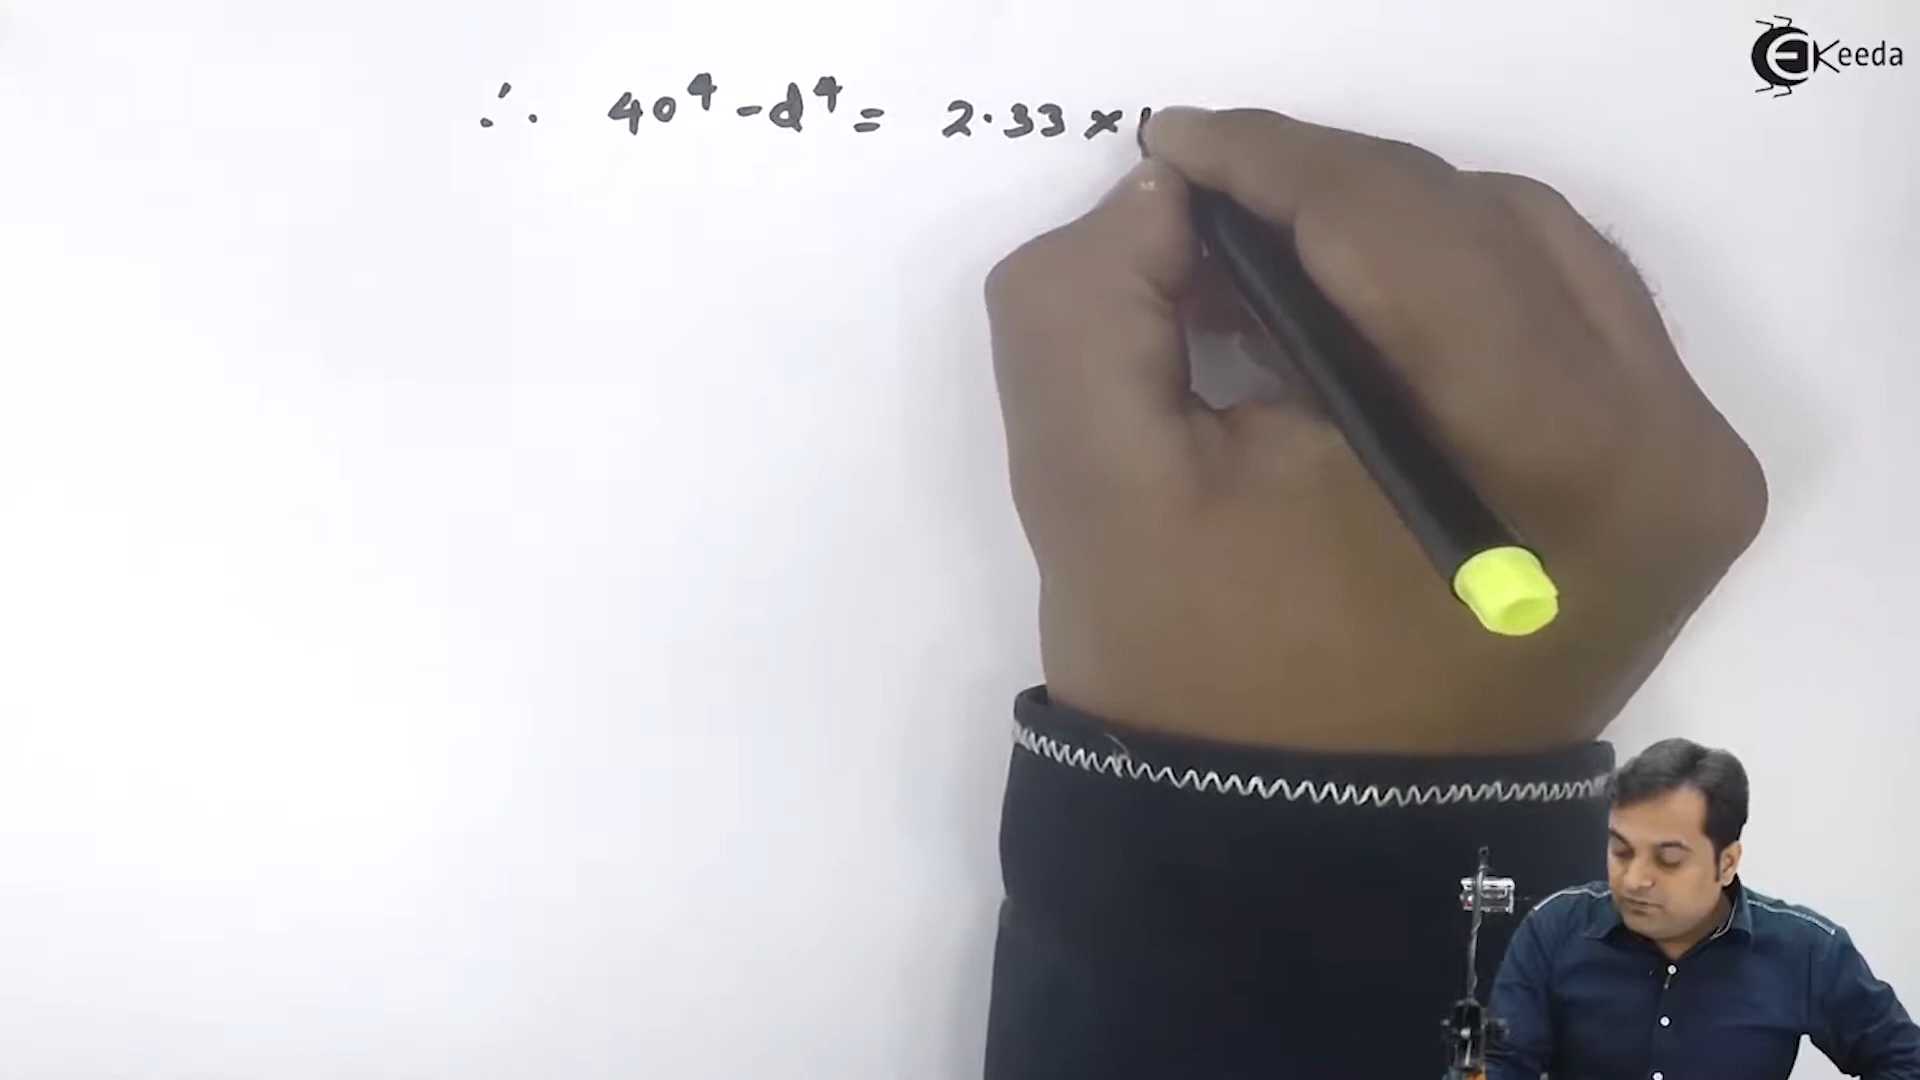 EKeeda
∴ 40⁴ - d⁴ = 2.33 ×